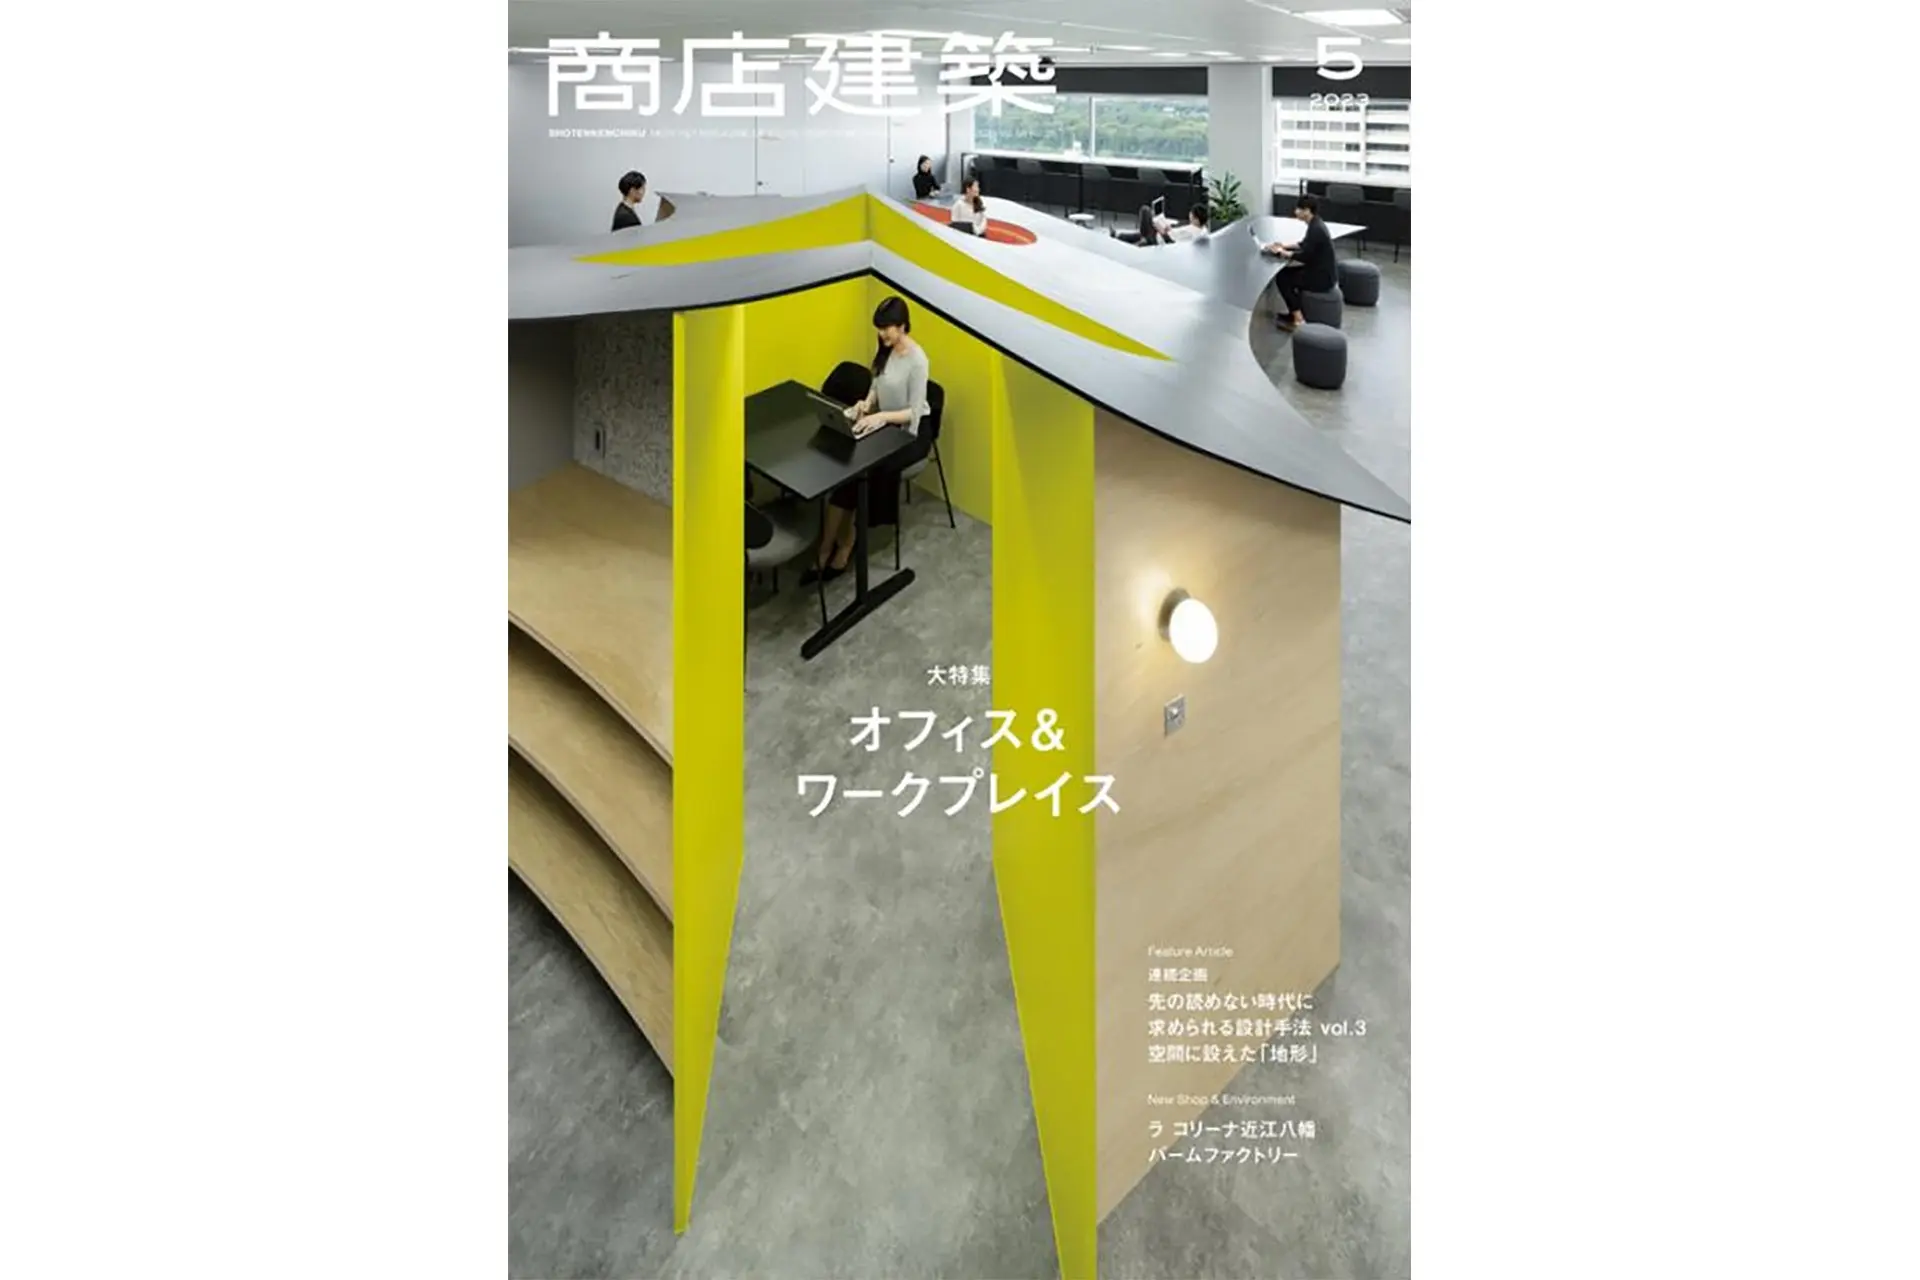 商店建築
5
2023
SHOTENKENCHIKU
大特集
オフィス&
ワークプレイス
Feature Article
連続企画
先の読めない時代に
求められる設計手法 vol.3
空間に設えた「地形」
New Shop & Environment
ラ コリーナ近江八幡
バームファクトリー